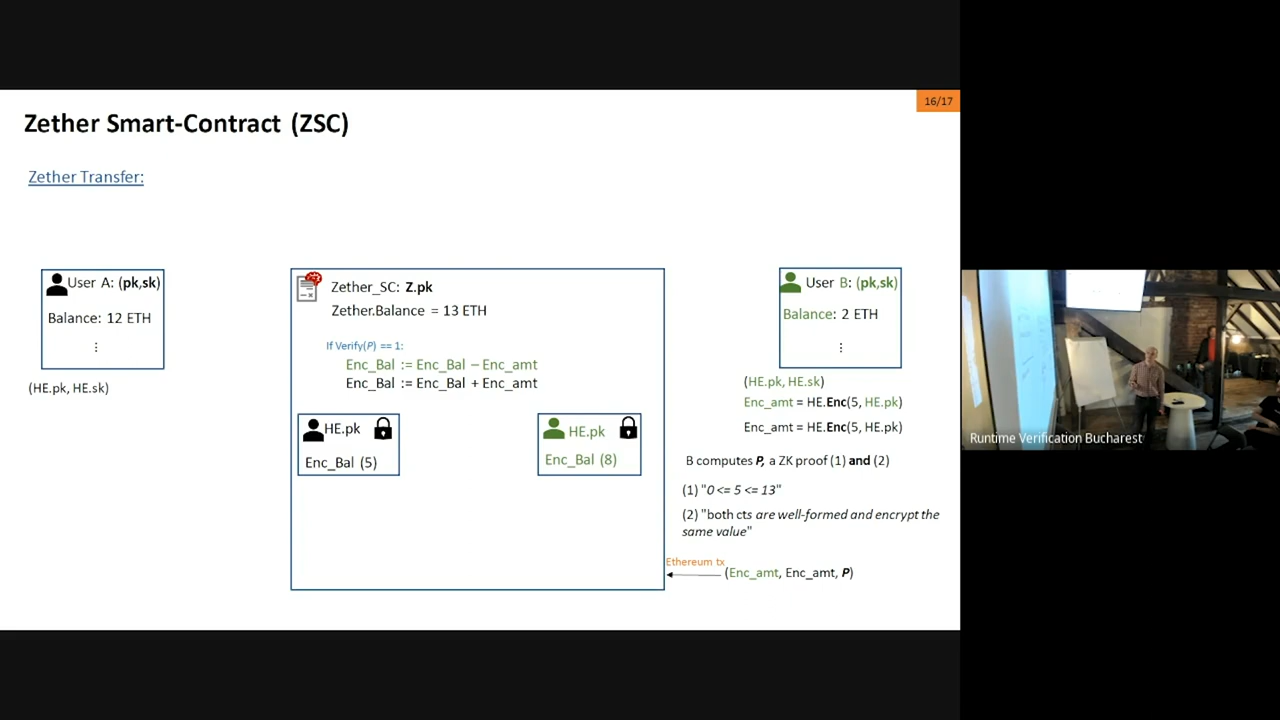 16/17
Zether Smart-Contract (ZSC)
Zether Transfer:
User A: (pk,sk)
Balance: 12 ETH
⋮
(HE.pk, HE.sk)
Zether_SC: Z.pk
Zether.Balance = 13 ETH
If Verify(P) == 1:
Enc_Bal := Enc_Bal – Enc_amt
Enc_Bal := Enc_Bal + Enc_amt
HE.pk
Enc_Bal (5)
HE.pk
Enc_Bal (8)
User B: (pk,sk)
Balance: 2 ETH
⋮
(HE.pk, HE.sk)
Enc_amt = HE.Enc(5, HE.pk)
Enc_amt = HE.Enc(5, HE.pk)
B computes P, a ZK proof (1) and (2)
(1) "0 <= 5 <= 13"
(2) "both cts are well-formed and encrypt the
same value"
Ethereum tx
(Enc_amt, Enc_amt, P)
Runtime Verification Bucharest